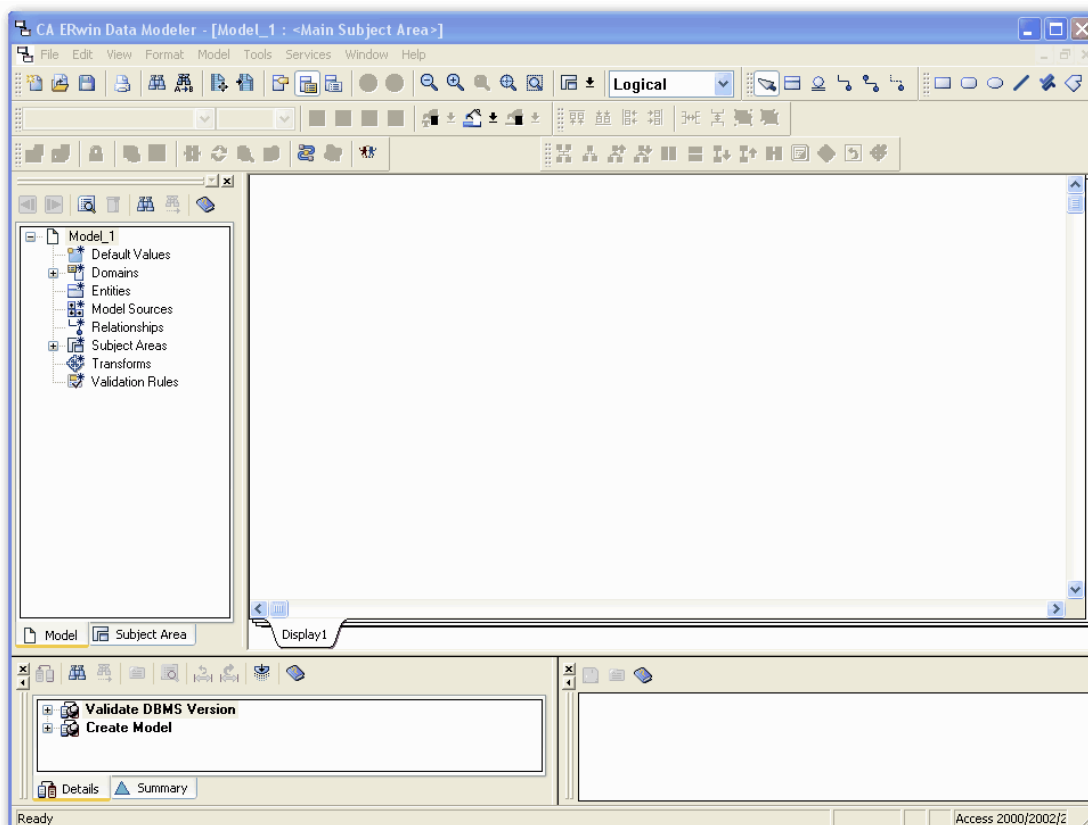 CA ERwin Data Modeler - [Model_1 : <Main Subject Area>]
File Edit View Format Model Tools Services Window Help
Logical
Model_1
Default Values
Domains
Entities
Model Sources
Relationships
Subject Areas
Transforms
Validation Rules
Model Subject Area
Display1
Validate DBMS Version
Create Model
Details Summary
Ready Access 2000/2002/2